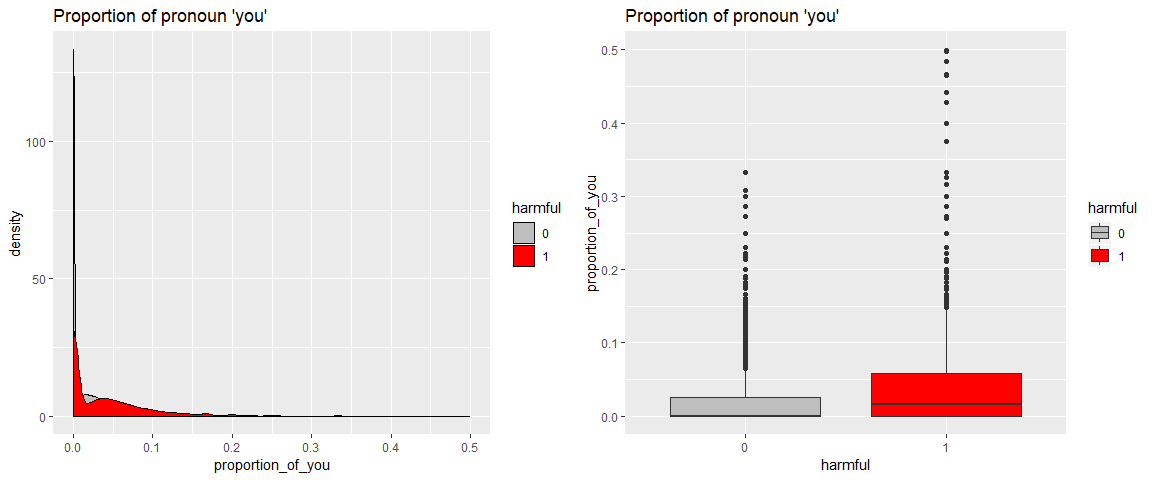 Proportion of pronoun 'you'
density
100
50
0
0.0 0.1 0.2 0.3 0.4 0.5
proportion_of_you
harmful
0
1
Proportion of pronoun 'you'
proportion_of_you
0.5
0.4
0.3
0.2
0.1
0.0
0 1
harmful
harmful
0
1